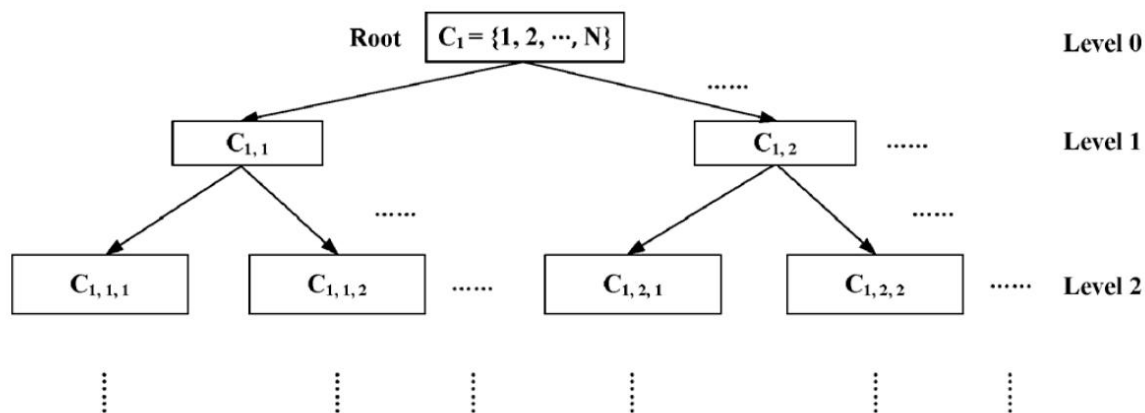 Root C₁ = {1, 2, ···, N} Level 0
······
C₁, ₁ C₁, ₂ ······ Level 1
······ ······
C₁, ₁, ₁ C₁, ₁, ₂ ······ C₁, ₂, ₁ C₁, ₂, ₂ ······ Level 2